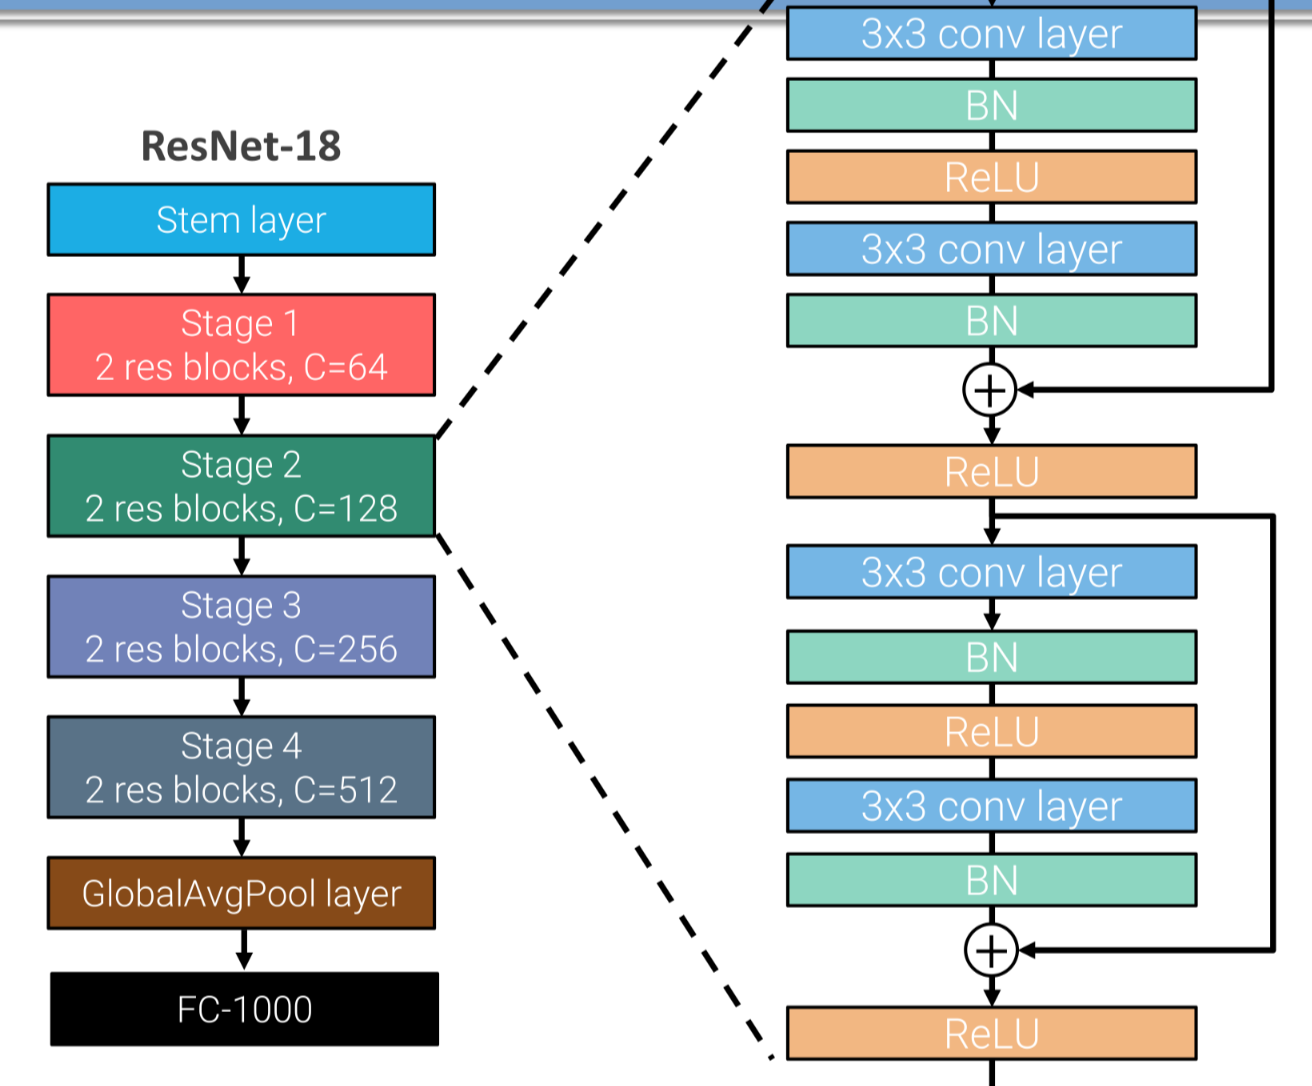 ResNet-18
Stem layer
Stage 1
2 res blocks, C=64
Stage 2
2 res blocks, C=128
Stage 3
2 res blocks, C=256
Stage 4
2 res blocks, C=512
GlobalAvgPool layer
FC-1000
3x3 conv layer
BN
ReLU
3x3 conv layer
BN
ReLU
3x3 conv layer
BN
ReLU
3x3 conv layer
BN
ReLU